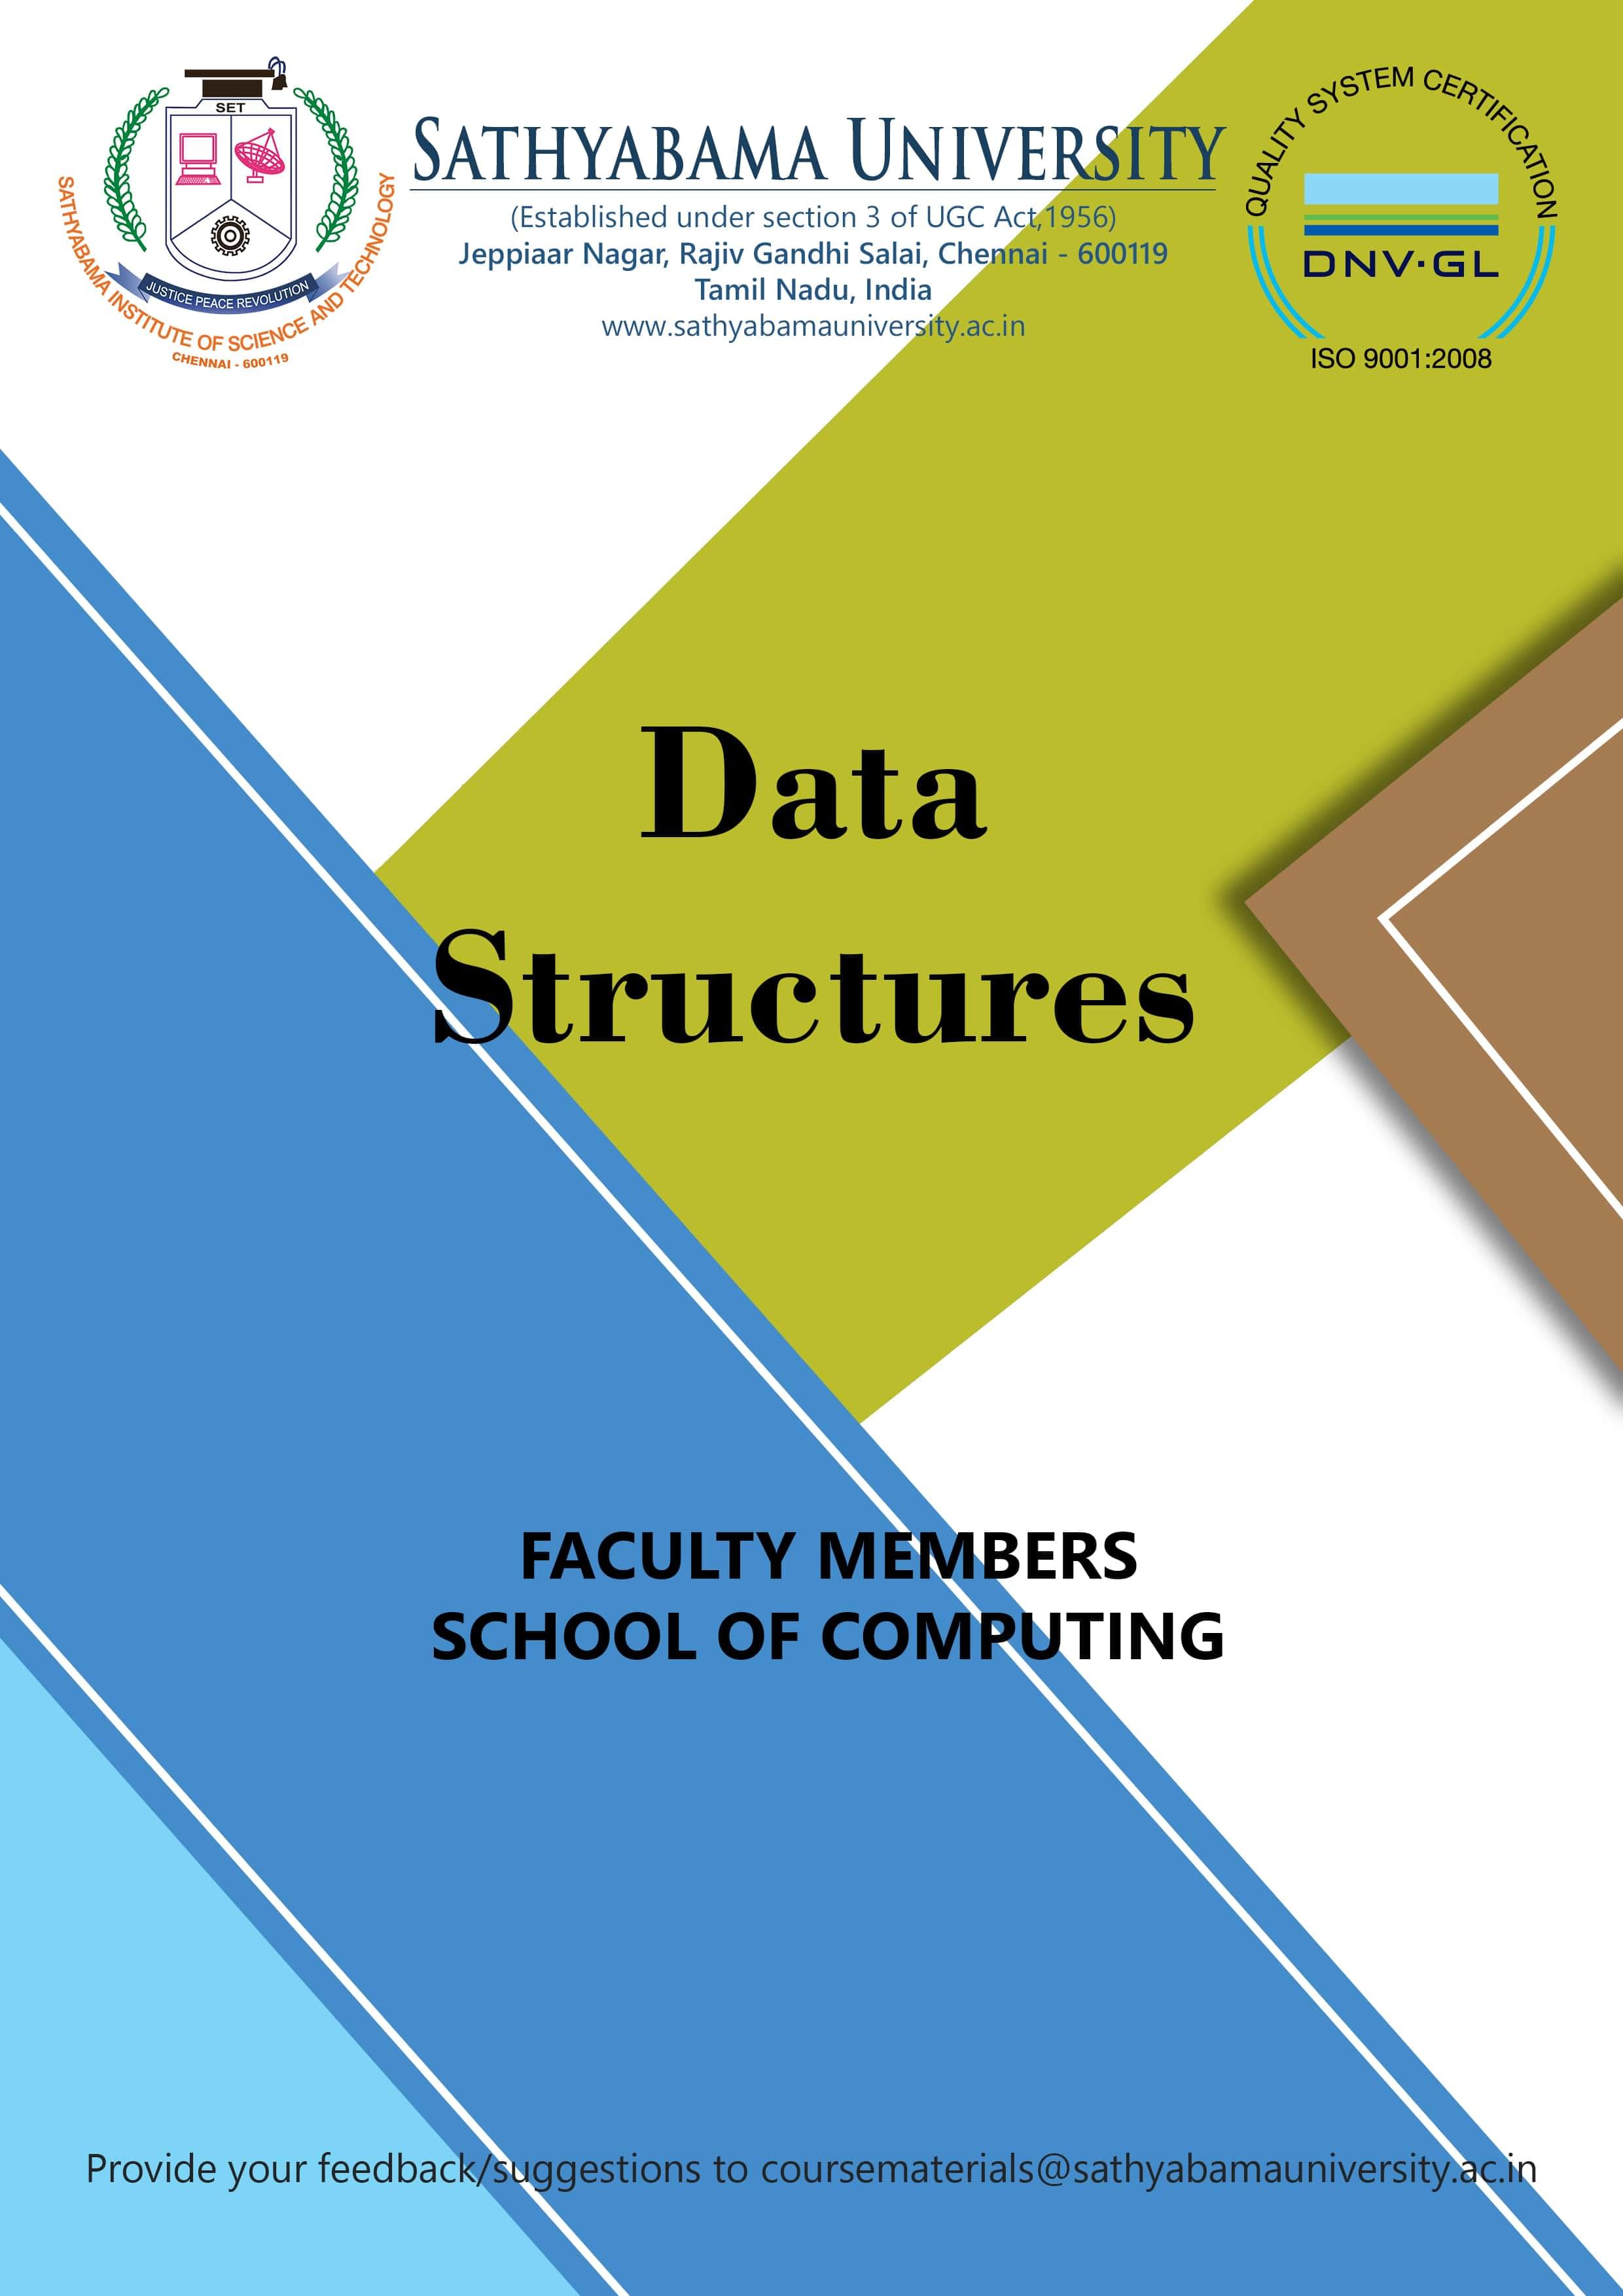 SET
JUSTICE PEACE REVOLUTION
SATHYABAMA INSTITUTE OF SCIENCE AND TECHNOLOGY
CHENNAI - 600119
SATHYABAMA UNIVERSITY
(Established under section 3 of UGC Act,1956)
Jeppiaar Nagar, Rajiv Gandhi Salai, Chennai - 600119
Tamil Nadu, India
www.sathyabamauniversity.ac.in
QUALITY SYSTEM CERTIFICATION
DNV·GL
ISO 9001:2008
Data
Structures
FACULTY MEMBERS
SCHOOL OF COMPUTING
Provide your feedback/suggestions to coursematerials@sathyabamauniversity.ac.in